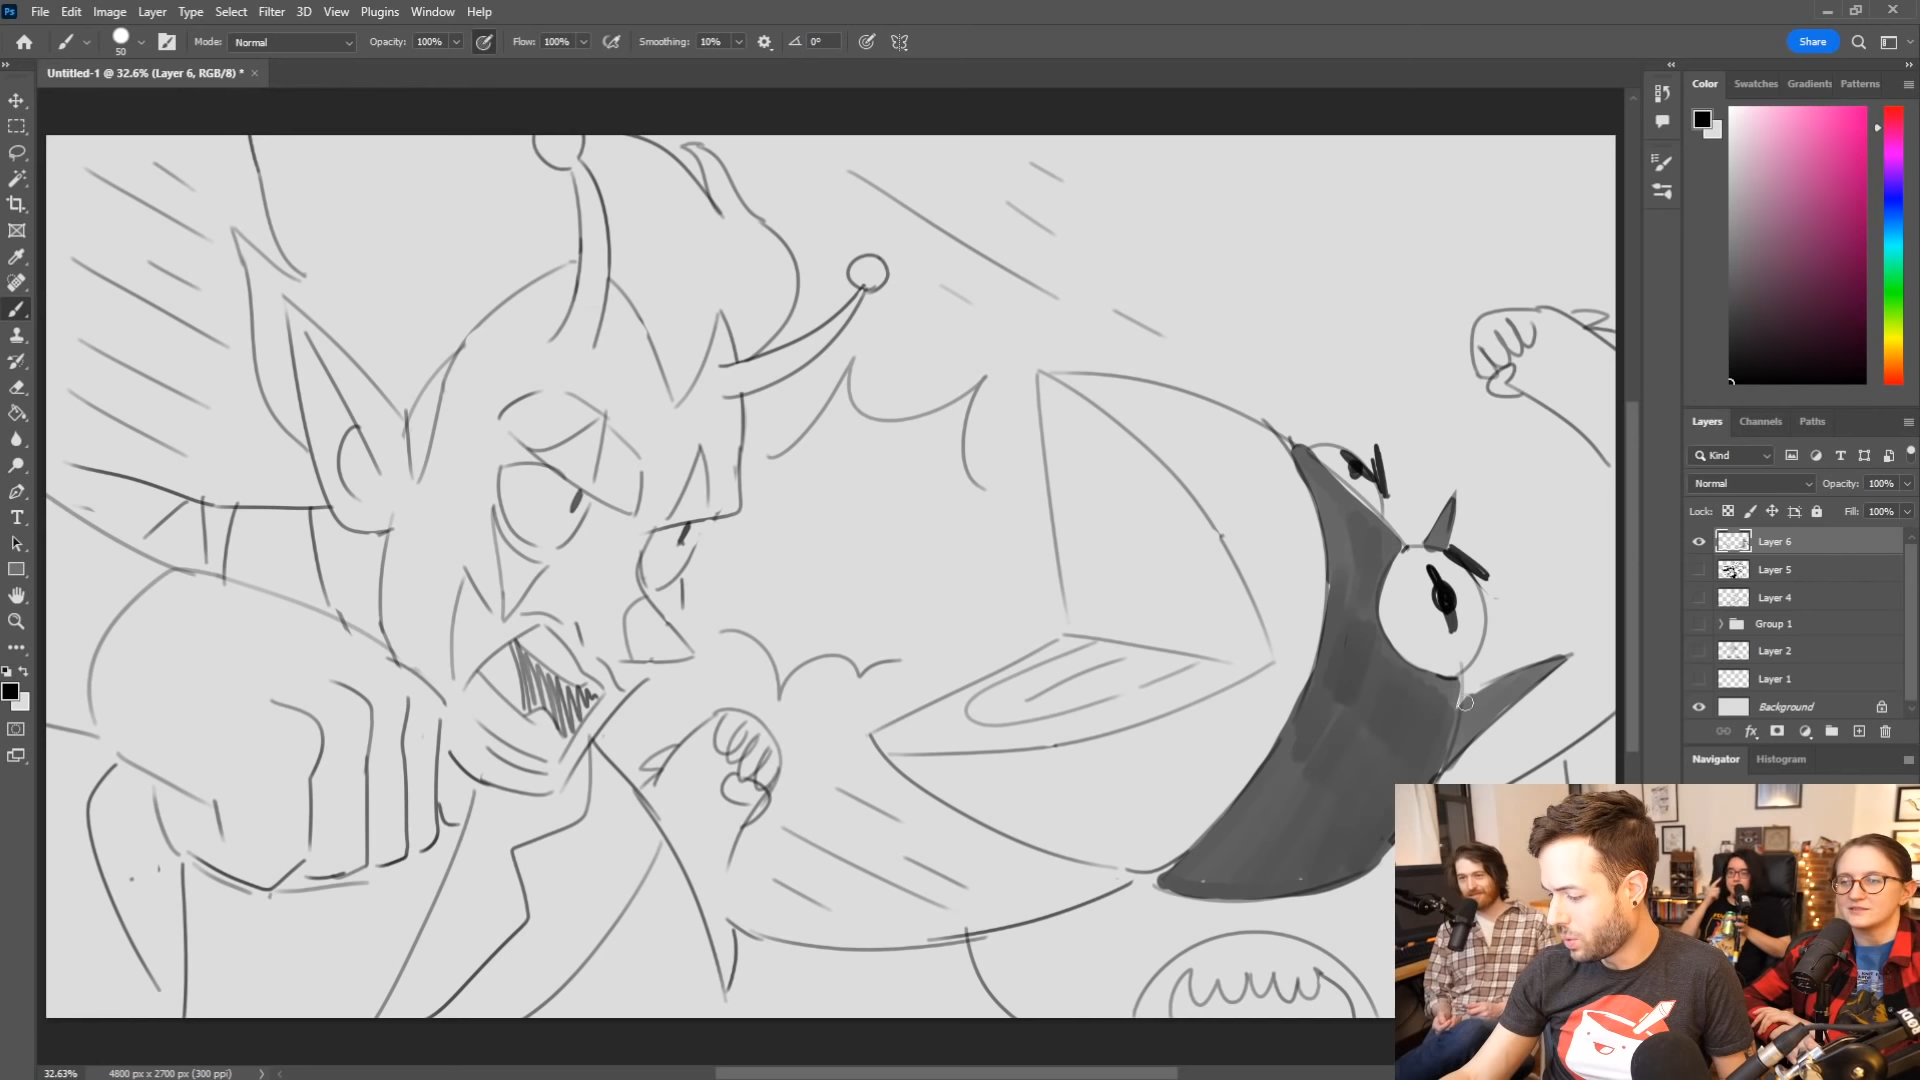 Ps File Edit Image Layer Type Select Filter 3D View Plugins Window Help
50 Mode: Normal Opacity: 100% Flow: 100% Smoothing: 10% 0° Share
Untitled-1 @ 32.6% (Layer 6, RGB/8) *
Color Swatches Gradients Patterns
Layers Channels Paths
Kind
Normal Opacity: 100%
Lock: Fill: 100%
Layer 6
Layer 5
Layer 4
Group 1
Layer 2
Layer 1
Background
Navigator Histogram
32.63% 4800 px x 2700 px (300 ppi)